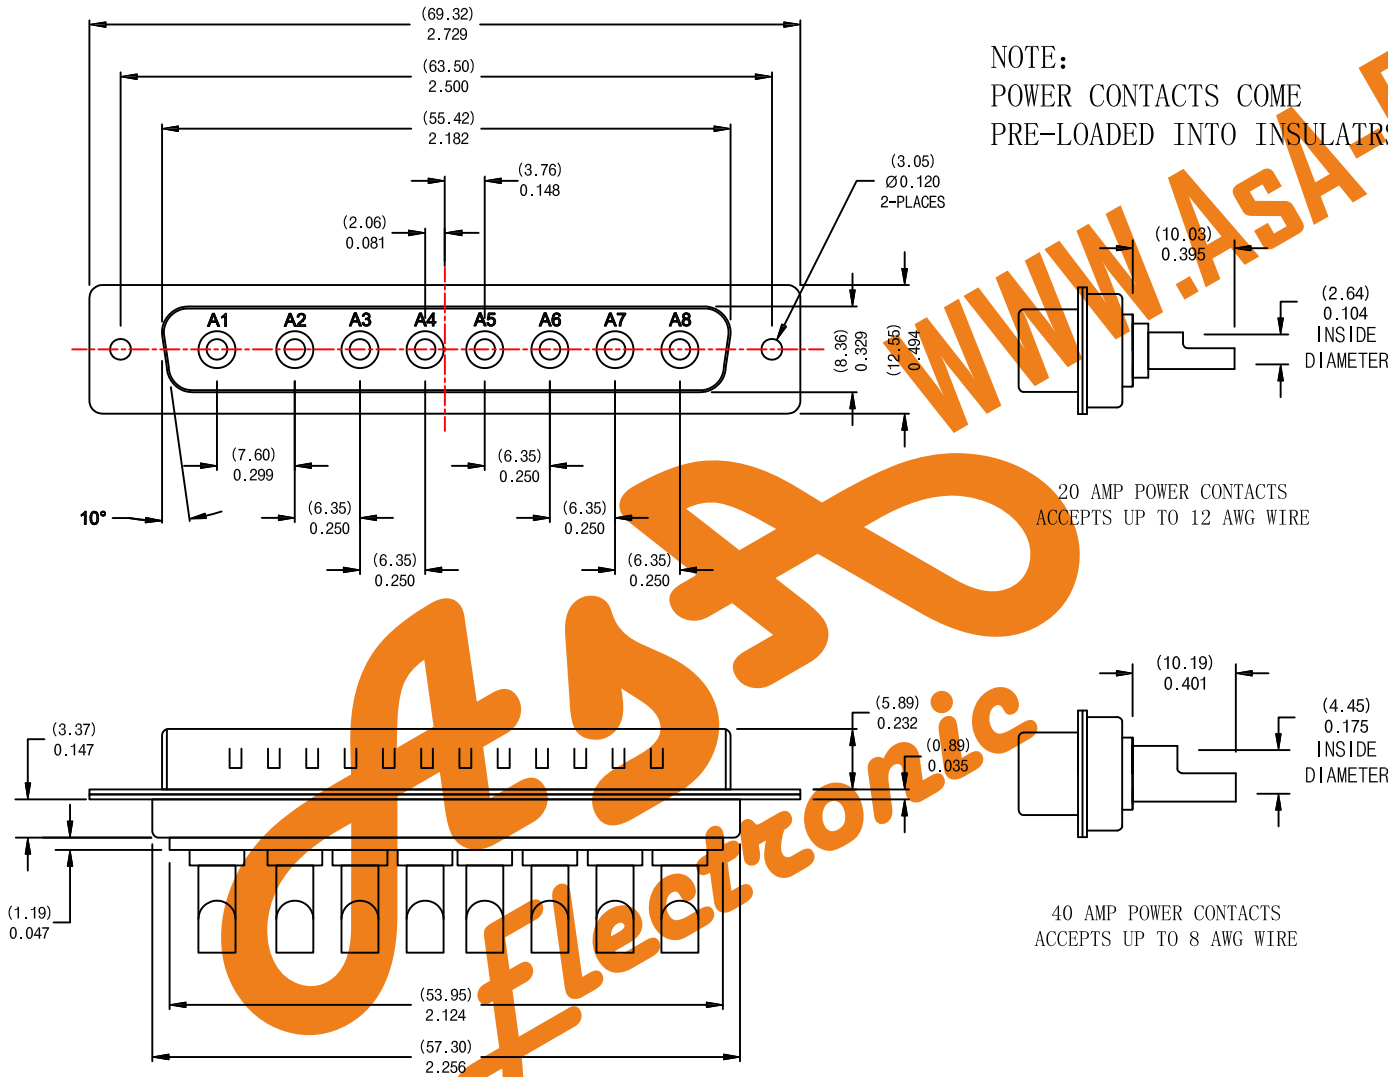 (69.32)
2.729
(63.50)
2.500
(55.42)
2.182
(3.76)
0.148
(2.06)
0.081
(3.05)
Ø0.120
2-PLACES
NOTE:
POWER CONTACTS COME
PRE-LOADED INTO INSULATRS
WWW.AsA-
(10.03)
0.395
(2.64)
0.104
INSIDE
DIAMETER
A1 A2 A3 A4 A5 A6 A7 A8
(8.36)
0.329
(12.55)
0.494
(7.60)
0.299
(6.35)
0.250
10°
(6.35)
0.250
(6.35)
0.250
(6.35)
0.250
(6.35)
0.250
20 AMP POWER CONTACTS
ACCEPTS UP TO 12 AWG WIRE
AsA
Electronic
(3.37)
0.147
(5.89)
0.232
(0.89)
0.035
(10.19)
0.401
(4.45)
0.175
INSIDE
DIAMETER
(1.19)
0.047
40 AMP POWER CONTACTS
ACCEPTS UP TO 8 AWG WIRE
(53.95)
2.124
(57.30)
2.256